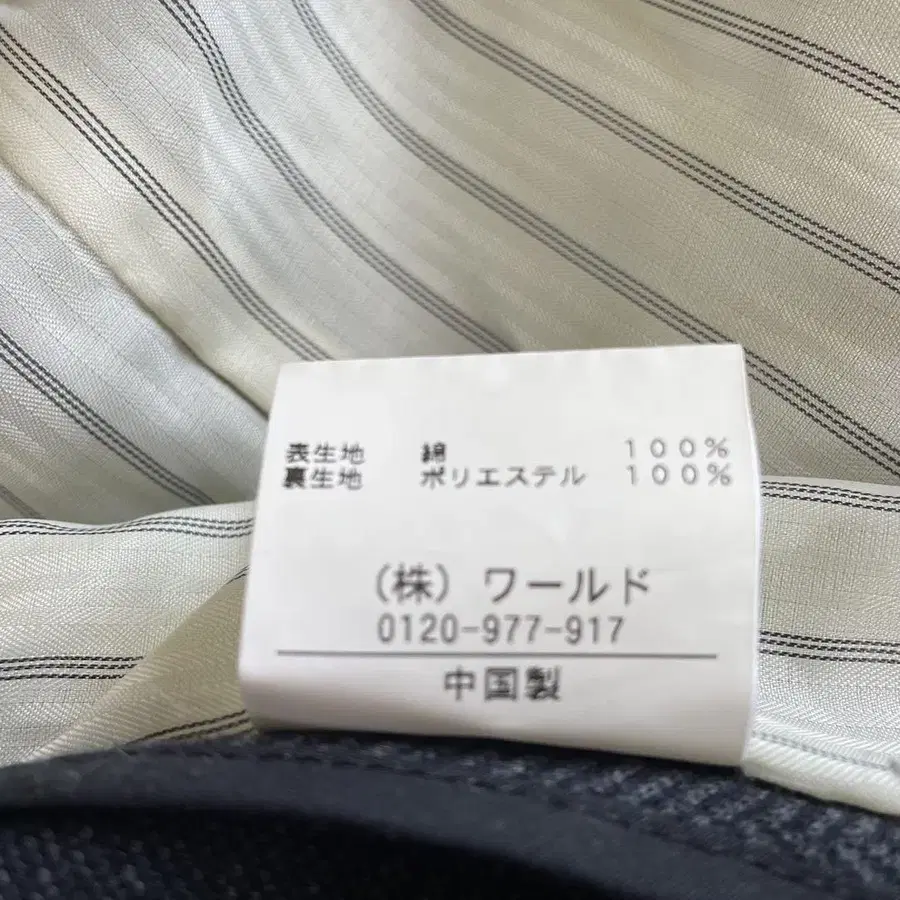 表生地 綿 100%
裏生地 ポリエステル 100%
(株) ワールド
0120-977-917
中国製